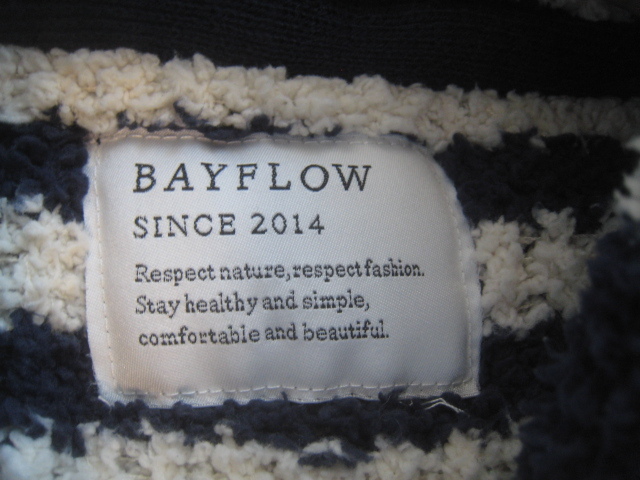 BAYFLOW
SINCE 2014
Respect nature, respect fashion.
Stay healthy and simple,
comfortable and beautiful.